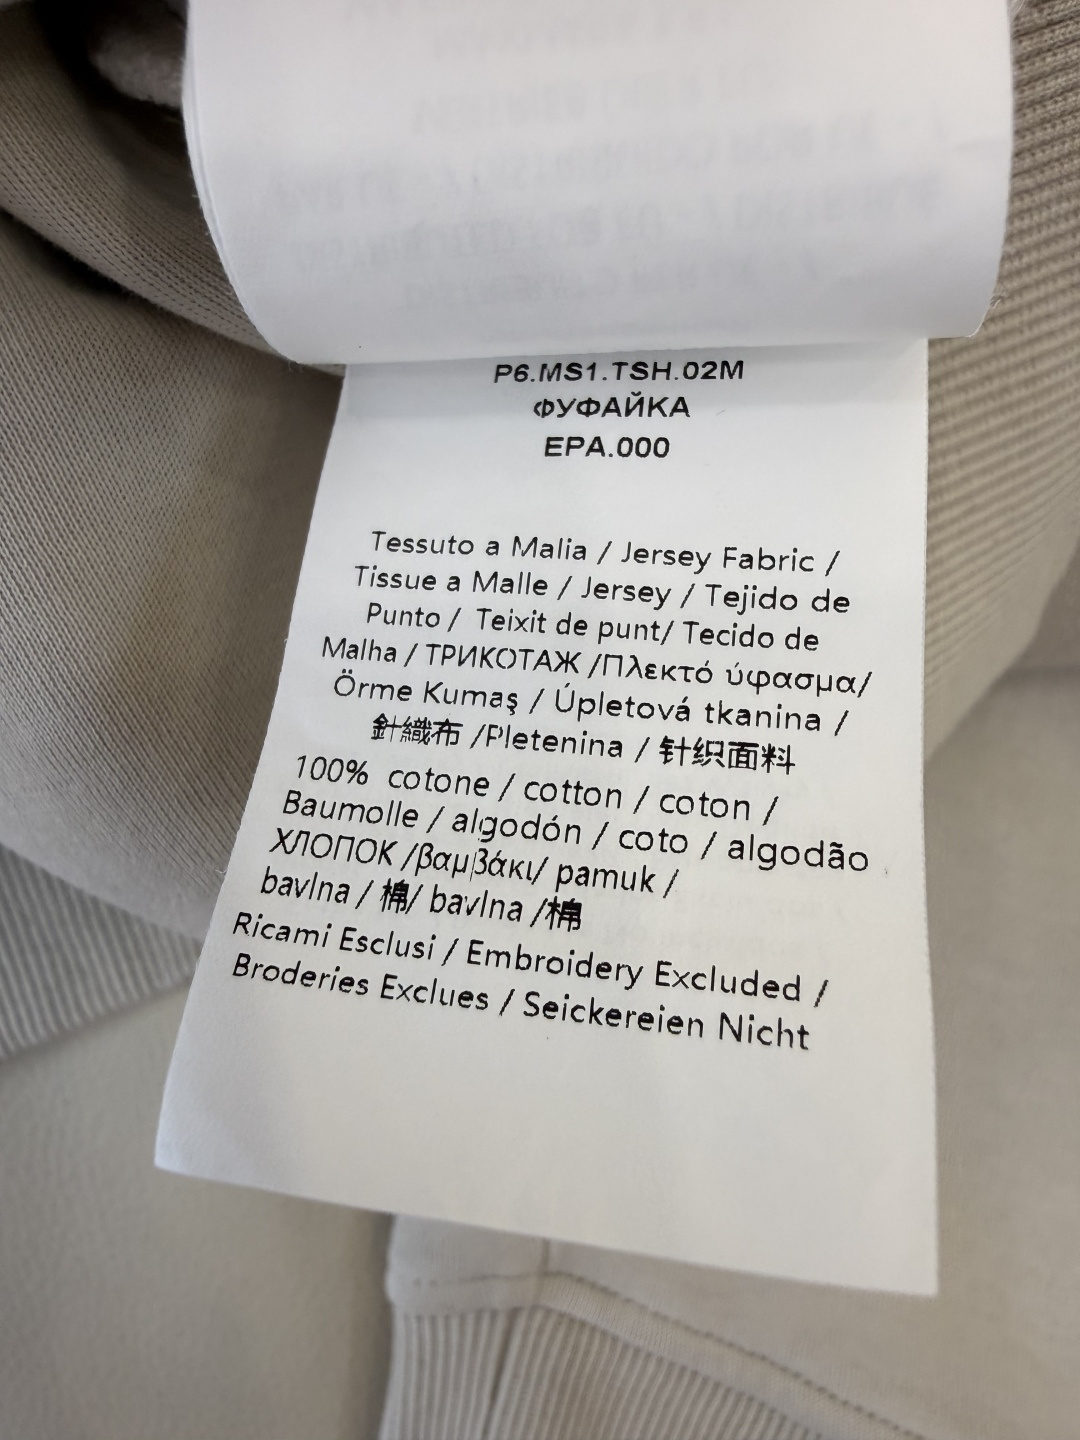 P6.MS1.TSH.02M
ФУФАЙКА
EPA.000
Tessuto a Malia / Jersey Fabric /
Tissue a Malle / Jersey / Tejido de
Punto / Teixit de punt/ Tecido de
Malha / ТРИКОТАЖ /Πλεκτό ύφασμα/
Örme Kumaş / Úpletová tkanina /
針織布 /Pletenina / 针织面料
100% cotone / cotton / coton /
Baumolle / algodón / coto / algodão
ХЛОПОК /βαμβάκι/ pamuk /
bavlna / 棉/ bavlna /棉
Ricami Esclusi / Embroidery Excluded /
Broderies Exclues / Seickereien Nicht